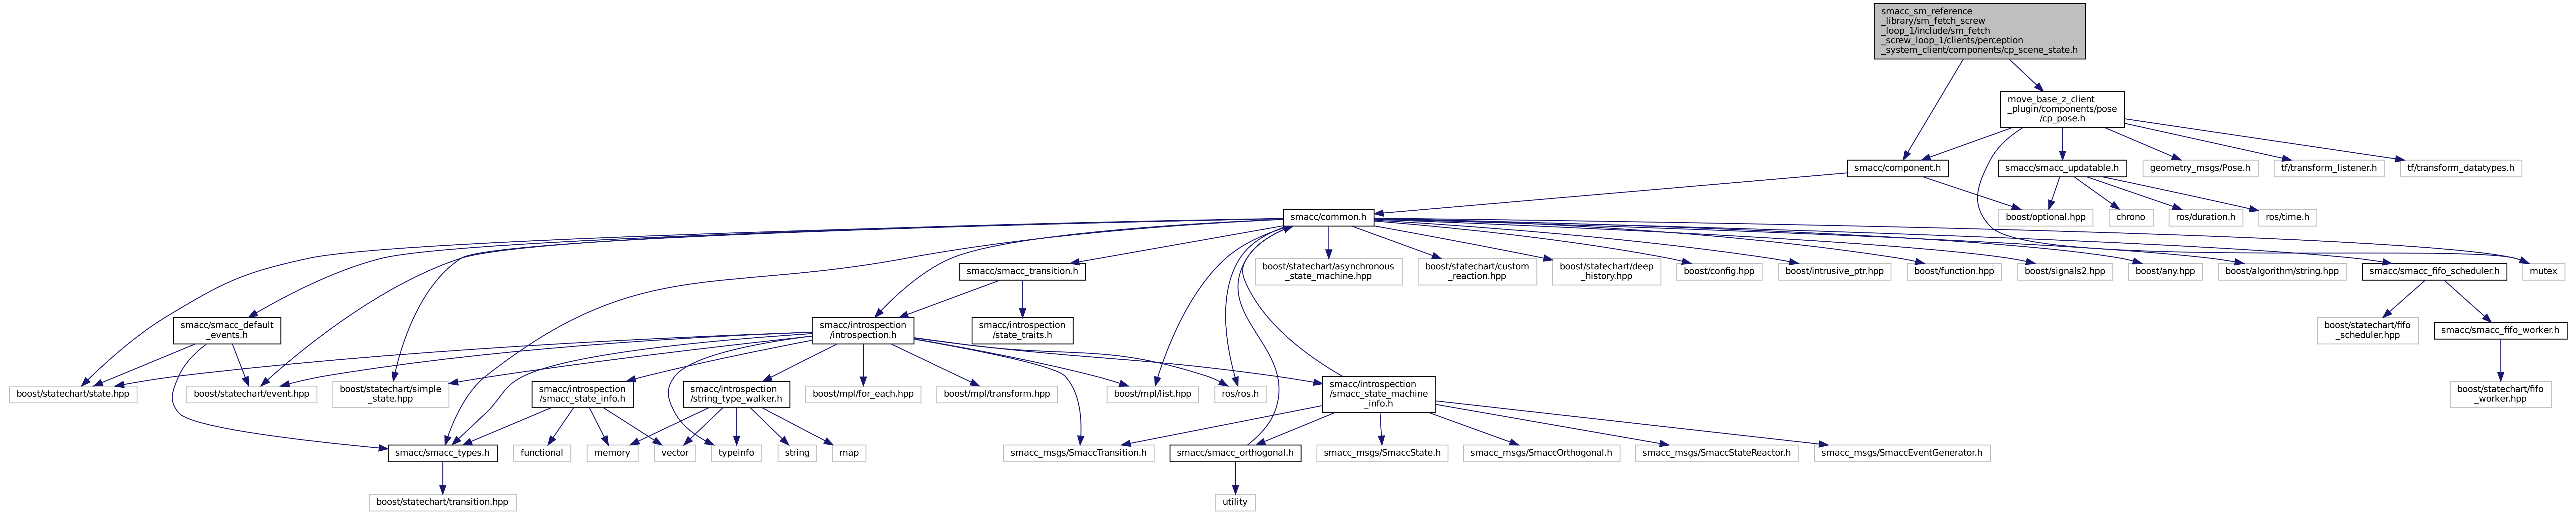 smacc_sm_reference
_library/sm_fetch_screw
_loop_1/include/sm_fetch
_screw_loop_1/clients/perception
_system_client/components/cp_scene_state.h
move_base_z_client
_plugin/components/pose
/cp_pose.h
smacc/component.h
smacc/smacc_updatable.h
geometry_msgs/Pose.h
tf/transform_listener.h
tf/transform_datatypes.h
smacc/common.h
boost/optional.hpp
chrono
ros/duration.h
ros/time.h
smacc/smacc_transition.h
boost/statechart/asynchronous
_state_machine.hpp
boost/statechart/custom
_reaction.hpp
boost/statechart/deep
_history.hpp
boost/config.hpp
boost/intrusive_ptr.hpp
boost/function.hpp
boost/signals2.hpp
boost/any.hpp
boost/algorithm/string.hpp
smacc/smacc_fifo_scheduler.h
mutex
smacc/smacc_default
_events.h
smacc/introspection
/introspection.h
smacc/introspection
/state_traits.h
boost/statechart/fifo
_scheduler.hpp
smacc/smacc_fifo_worker.h
boost/statechart/state.hpp
boost/statechart/event.hpp
boost/statechart/simple
_state.hpp
smacc/introspection
/smacc_state_info.h
smacc/introspection
/string_type_walker.h
boost/mpl/for_each.hpp
boost/mpl/transform.hpp
boost/mpl/list.hpp
ros/ros.h
smacc/introspection
/smacc_state_machine
_info.h
boost/statechart/fifo
_worker.hpp
smacc/smacc_types.h
functional
memory
vector
typeinfo
string
map
smacc_msgs/SmaccTransition.h
smacc/smacc_orthogonal.h
smacc_msgs/SmaccState.h
smacc_msgs/SmaccOrthogonal.h
smacc_msgs/SmaccStateReactor.h
smacc_msgs/SmaccEventGenerator.h
boost/statechart/transition.hpp
utility